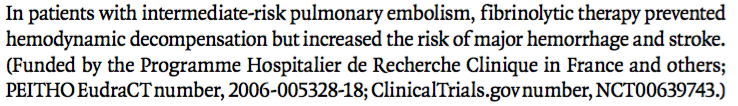 In patients with intermediate-risk pulmonary embolism, fibrinolytic therapy prevented
hemodynamic decompensation but increased the risk of major hemorrhage and stroke.
(Funded by the Programme Hospitalier de Recherche Clinique in France and others;
PEITHO EudraCT number, 2006-005328-18; ClinicalTrials.gov number, NCT00639743.)